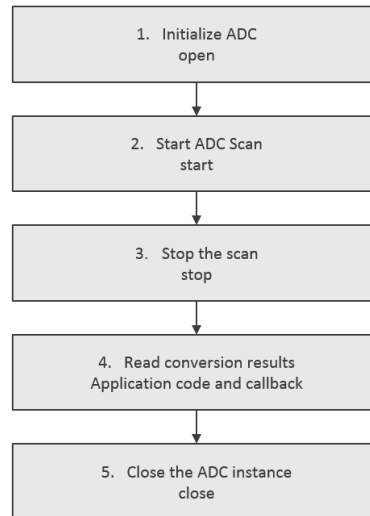 1. Initialize ADC
open
2. Start ADC Scan
start
3. Stop the scan
stop
4. Read conversion results
Application code and callback
5. Close the ADC instance
close